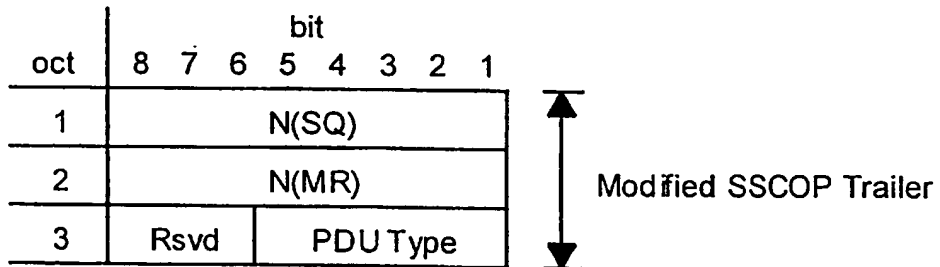 bit
oct 8 7 6 5 4 3 2 1
1 N(SQ)
2 N(MR)
Modified SSCOP Trailer
3 Rsvd PDU Type